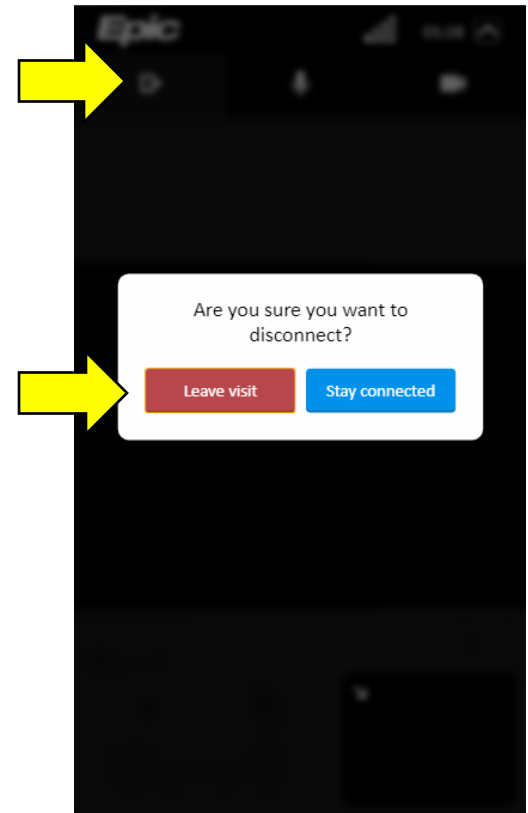 Epic
Are you sure you want to
disconnect?
Leave visit
Stay connected